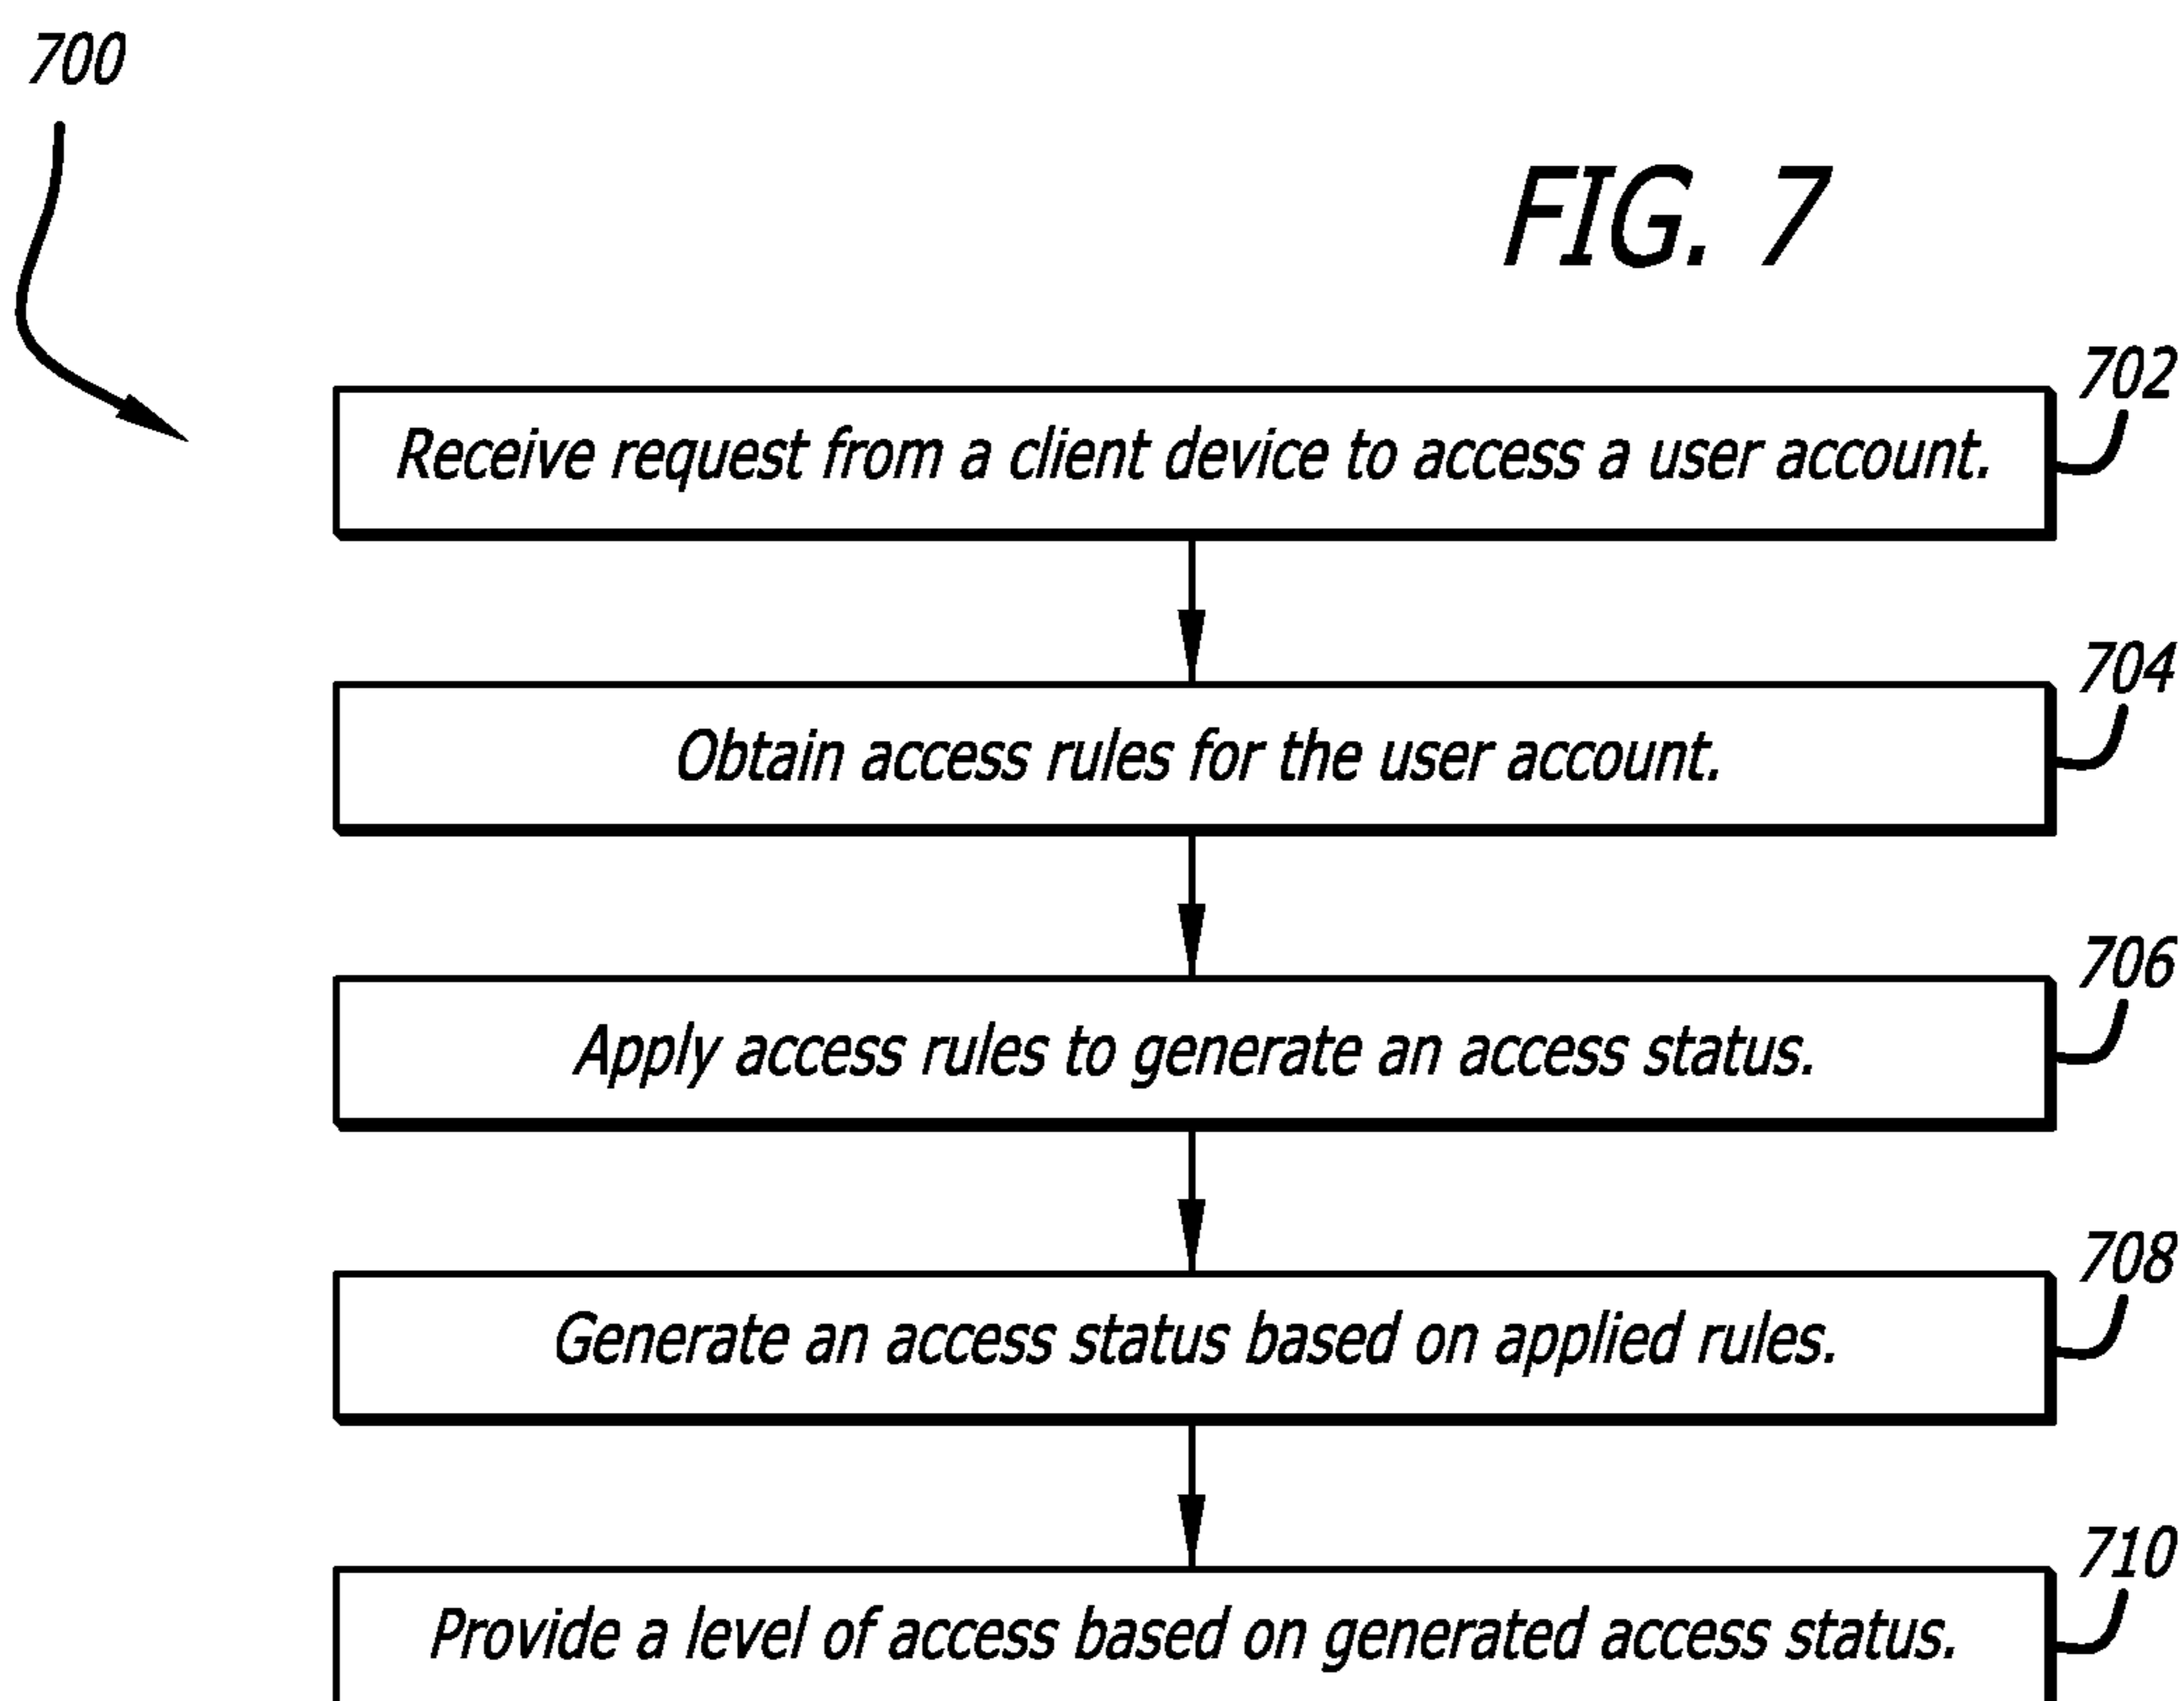 700
FIG. 7
702
Receive request from a client device to access a user account.
704
Obtain access rules for the user account.
706
Apply access rules to generate an access status.
708
Generate an access status based on applied rules.
710
Provide a level of access based on generated access status.